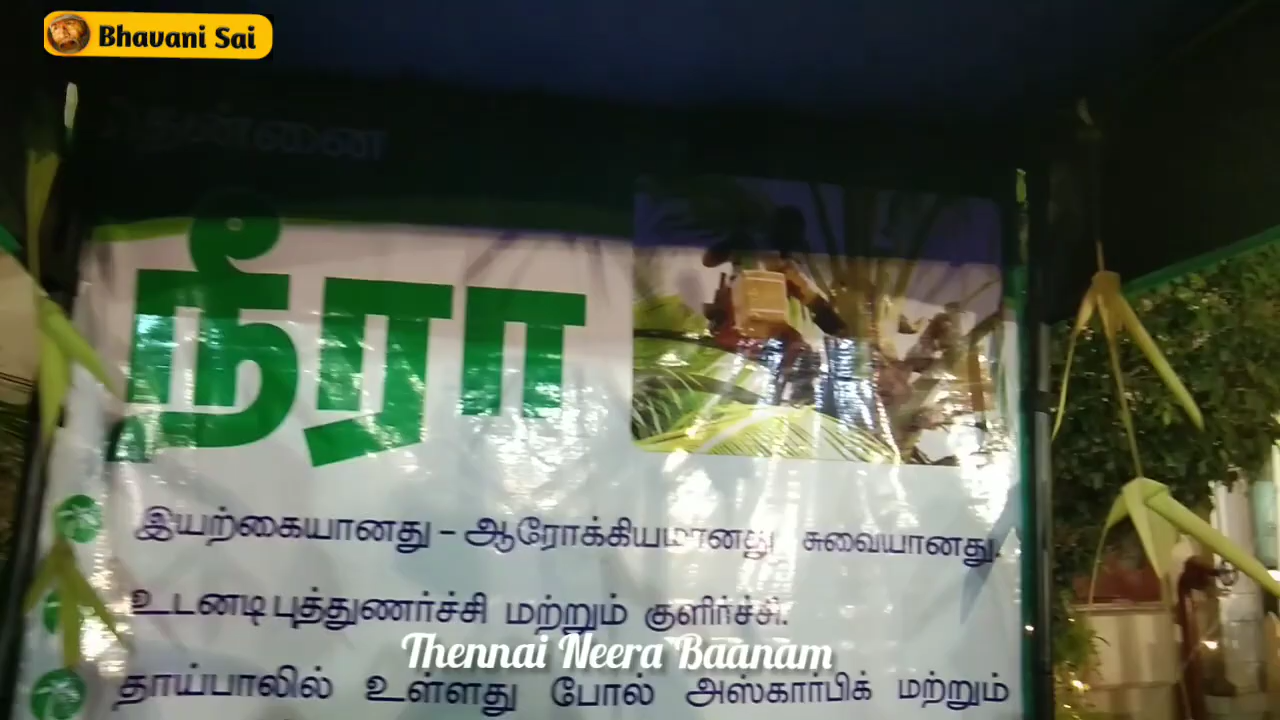 Bhavani Sai
தென்னை
நீரா
இயற்கையானது - ஆரோக்கியமானது சுவையானது.
உடனடி புத்துணர்ச்சி மற்றும் குளிர்ச்சி.
Thennai Neera Baanam
தாய்பாலில் உள்ளது போல் அஸ்கார்பிக் மற்றும்